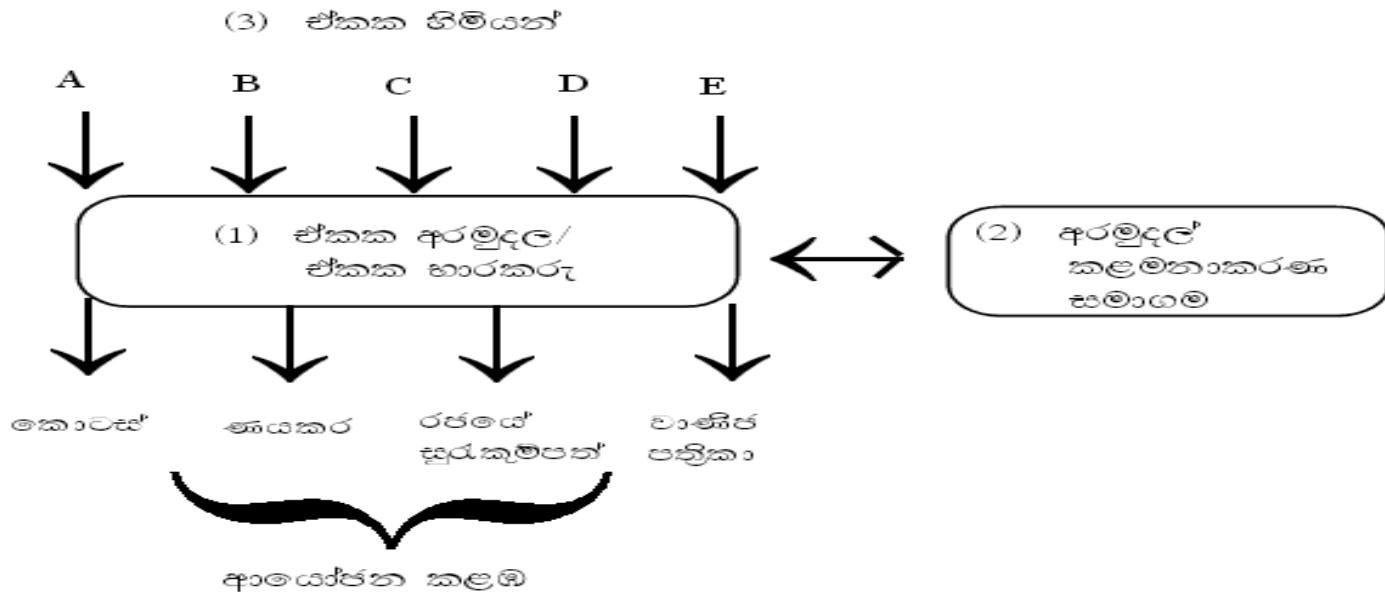 (3) ඒකක හිමියන්
A B C D E
(1) ඒකක අරමුදල/
ඒකක භාරකරු
(2) අරමුදල්
කළමනාකරණ
සමාගම
කොටස්
ණයකර
රජයේ
සුරැකුම්පත්
වාණිජ
පත්‍රිකා
ආයෝජන කළඹ